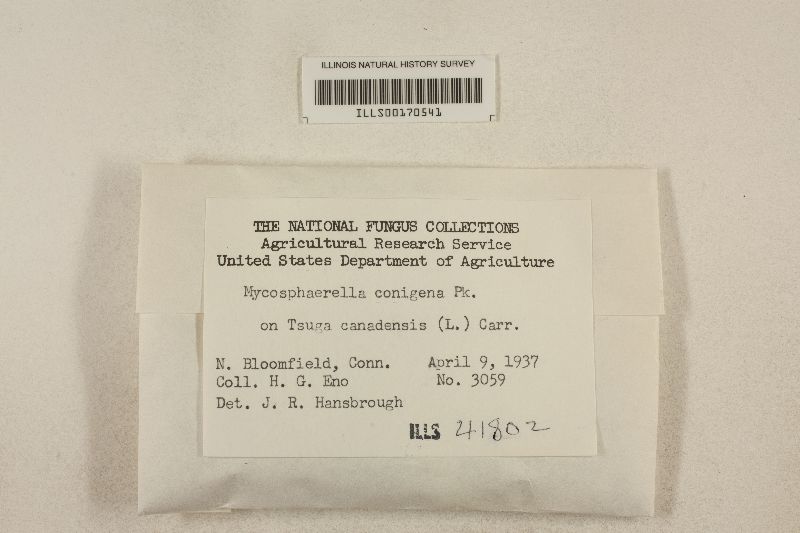 ILLINOIS NATURAL HISTORY SURVEY
ILLS00170541
THE NATIONAL FUNGUS COLLECTIONS
Agricultural Research Service
United States Department of Agriculture
Mycosphaerella conigena Pk.
on Tsuga canadensis (L.) Carr.
N. Bloomfield, Conn. April 9, 1937
Coll. H. G. Eno No. 3059
Det. J. R. Hansbrough
ILLS 41802